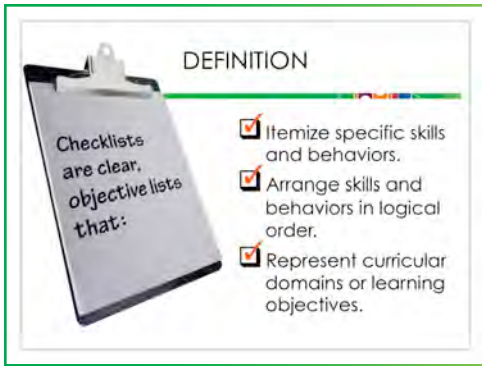 DEFINITION
Checklists
are clear,
objective lists
that:
Itemize specific skills
and behaviors.
Arrange skills and
behaviors in logical
order.
Represent curricular
domains or learning
objectives.